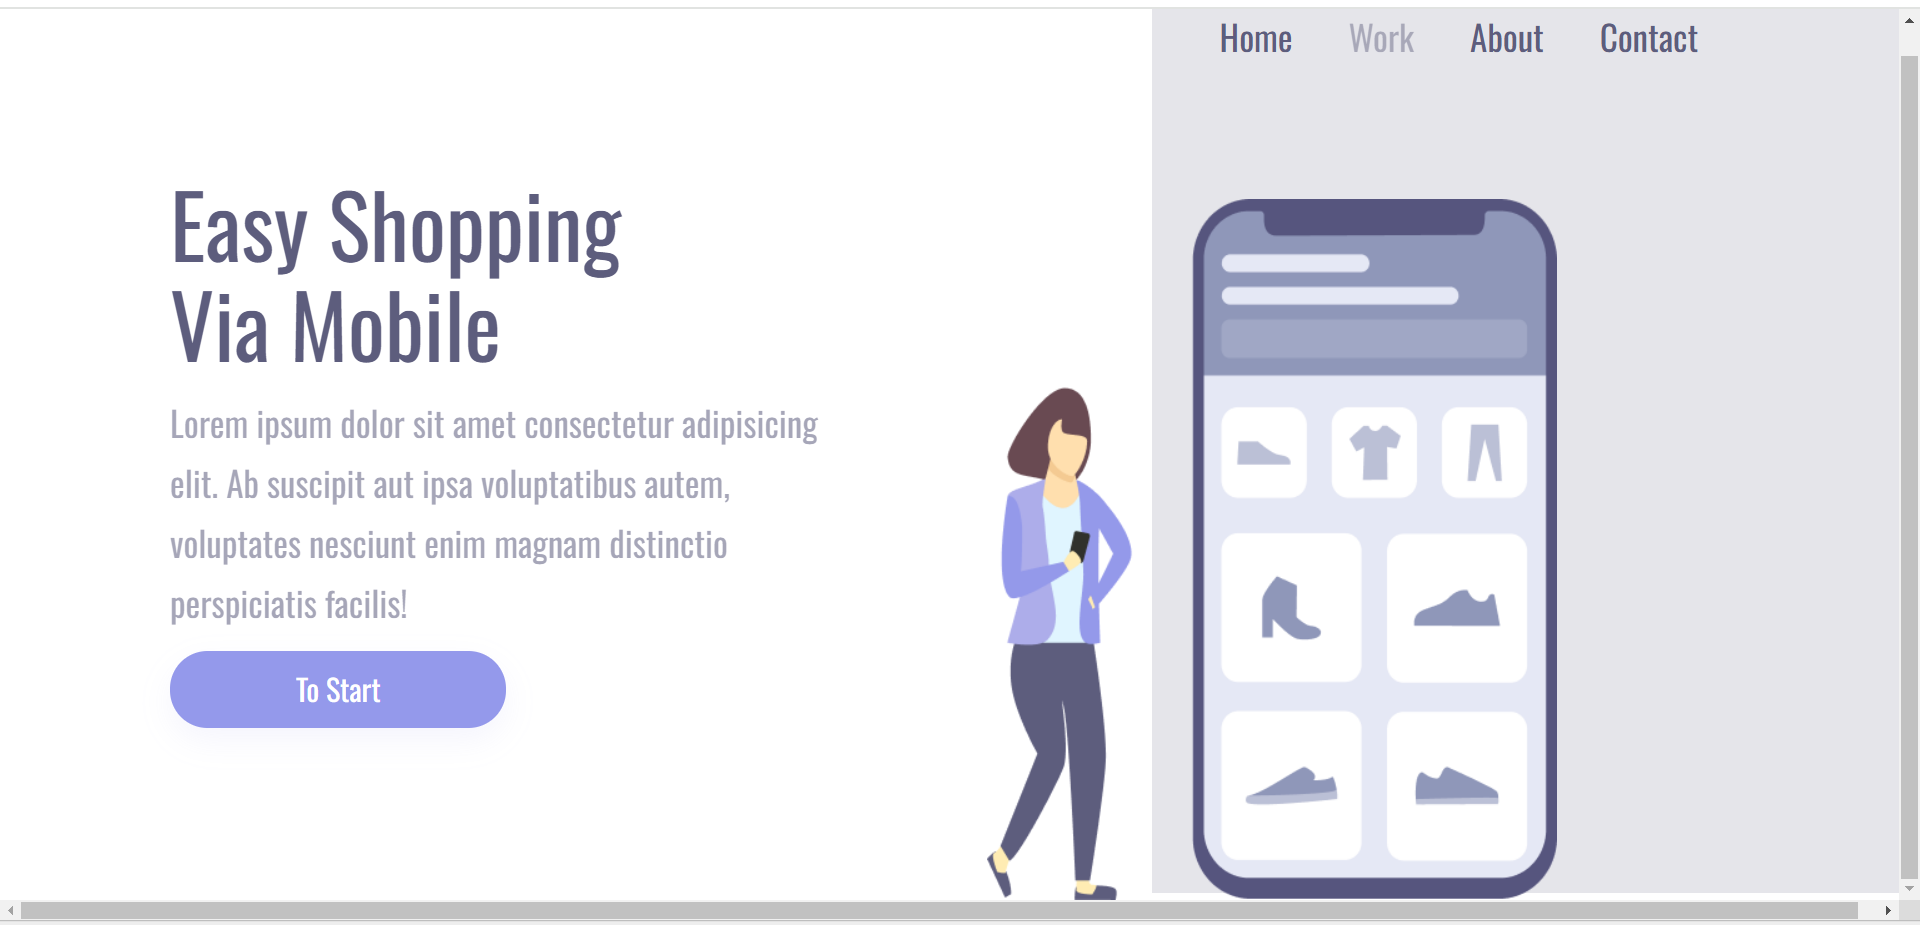 Home Work About Contact
Easy Shopping
Via Mobile
Lorem ipsum dolor sit amet consectetur adipisicing
elit. Ab suscipit aut ipsa voluptatibus autem,
voluptates nesciunt enim magnam distinctio
perspiciatis facilis!
To Start